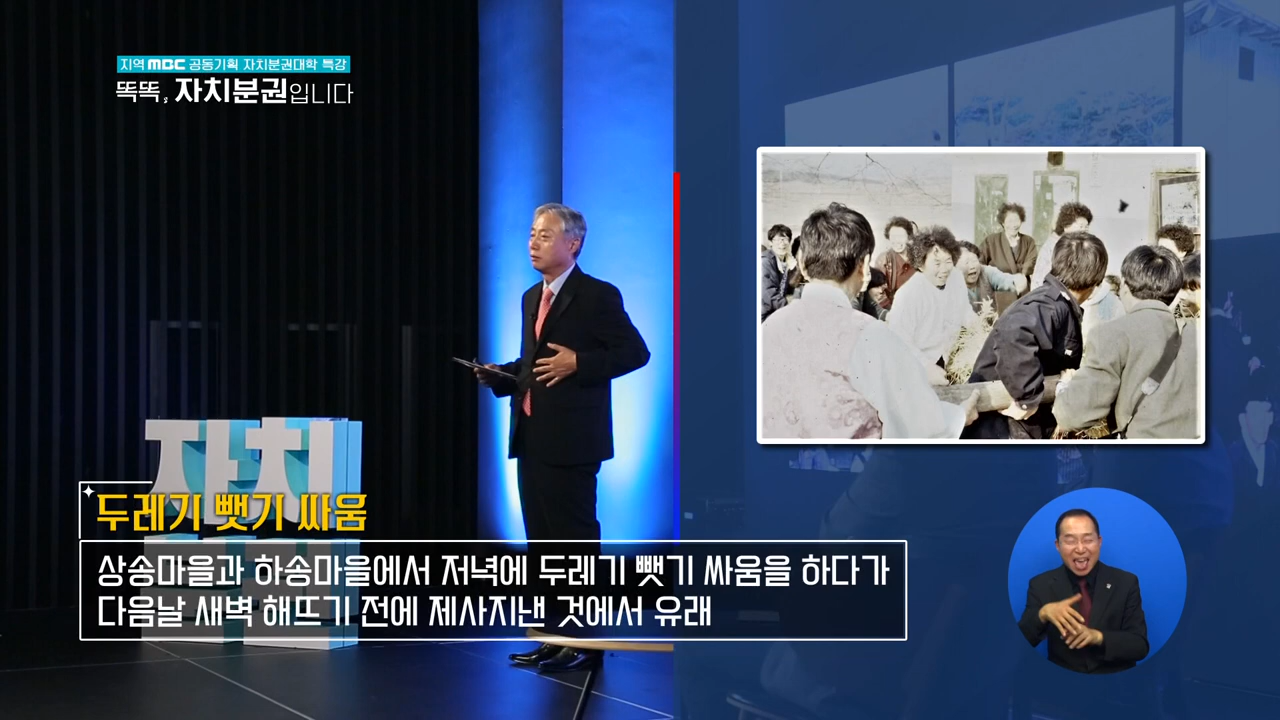 지역 MBC 공동기획 자치분권대학 특강
똑똑, 자치분권입니다
자치
두레기 뺏기 싸움
상송마을과 하송마을에서 저녁에 두레기 뺏기 싸움을 하다가
다음날 새벽 해뜨기 전에 제사지낸 것에서 유래